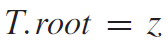 T.root = z